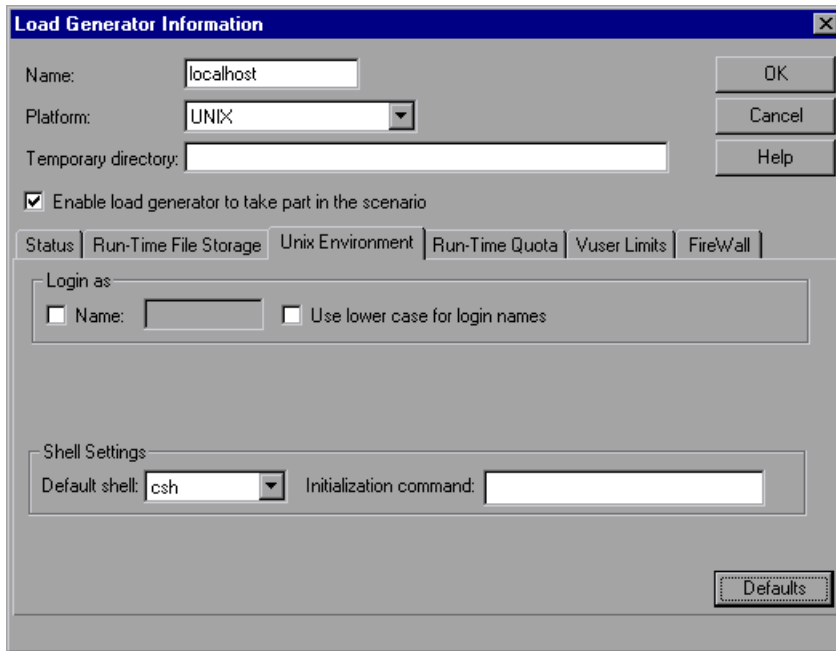 Load Generator Information
Name: localhost OK
Platform: UNIX Cancel
Temporary directory: Help
Enable load generator to take part in the scenario
Status Run-Time File Storage Unix Environment Run-Time Quota Vuser Limits FireWall
Login as
Name: Use lower case for login names
Shell Settings
Default shell: csh Initialization command:
Defaults